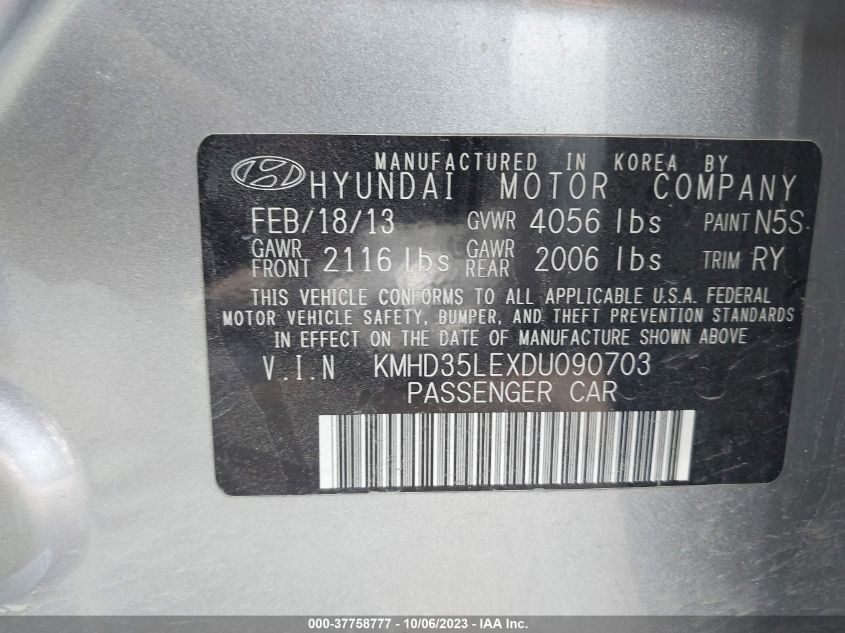 MANUFACTURED IN KOREA BY
HYUNDAI MOTOR COMPANY
FEB/18/13 GVWR 4056 lbs PAINT N5S
GAWR FRONT 2116 lbs GAWR REAR 2006 lbs TRIM RY
THIS VEHICLE CONFORMS TO ALL APPLICABLE U.S.A. FEDERAL
MOTOR VEHICLE SAFETY, BUMPER, AND THEFT PREVENTION STANDARDS
IN EFFECT ON THE DATE OF MANUFACTURE SHOWN ABOVE
V.I.N KMHD35LEXDU090703
PASSENGER CAR
000-37758777 - 10/06/2023 - IAA Inc.